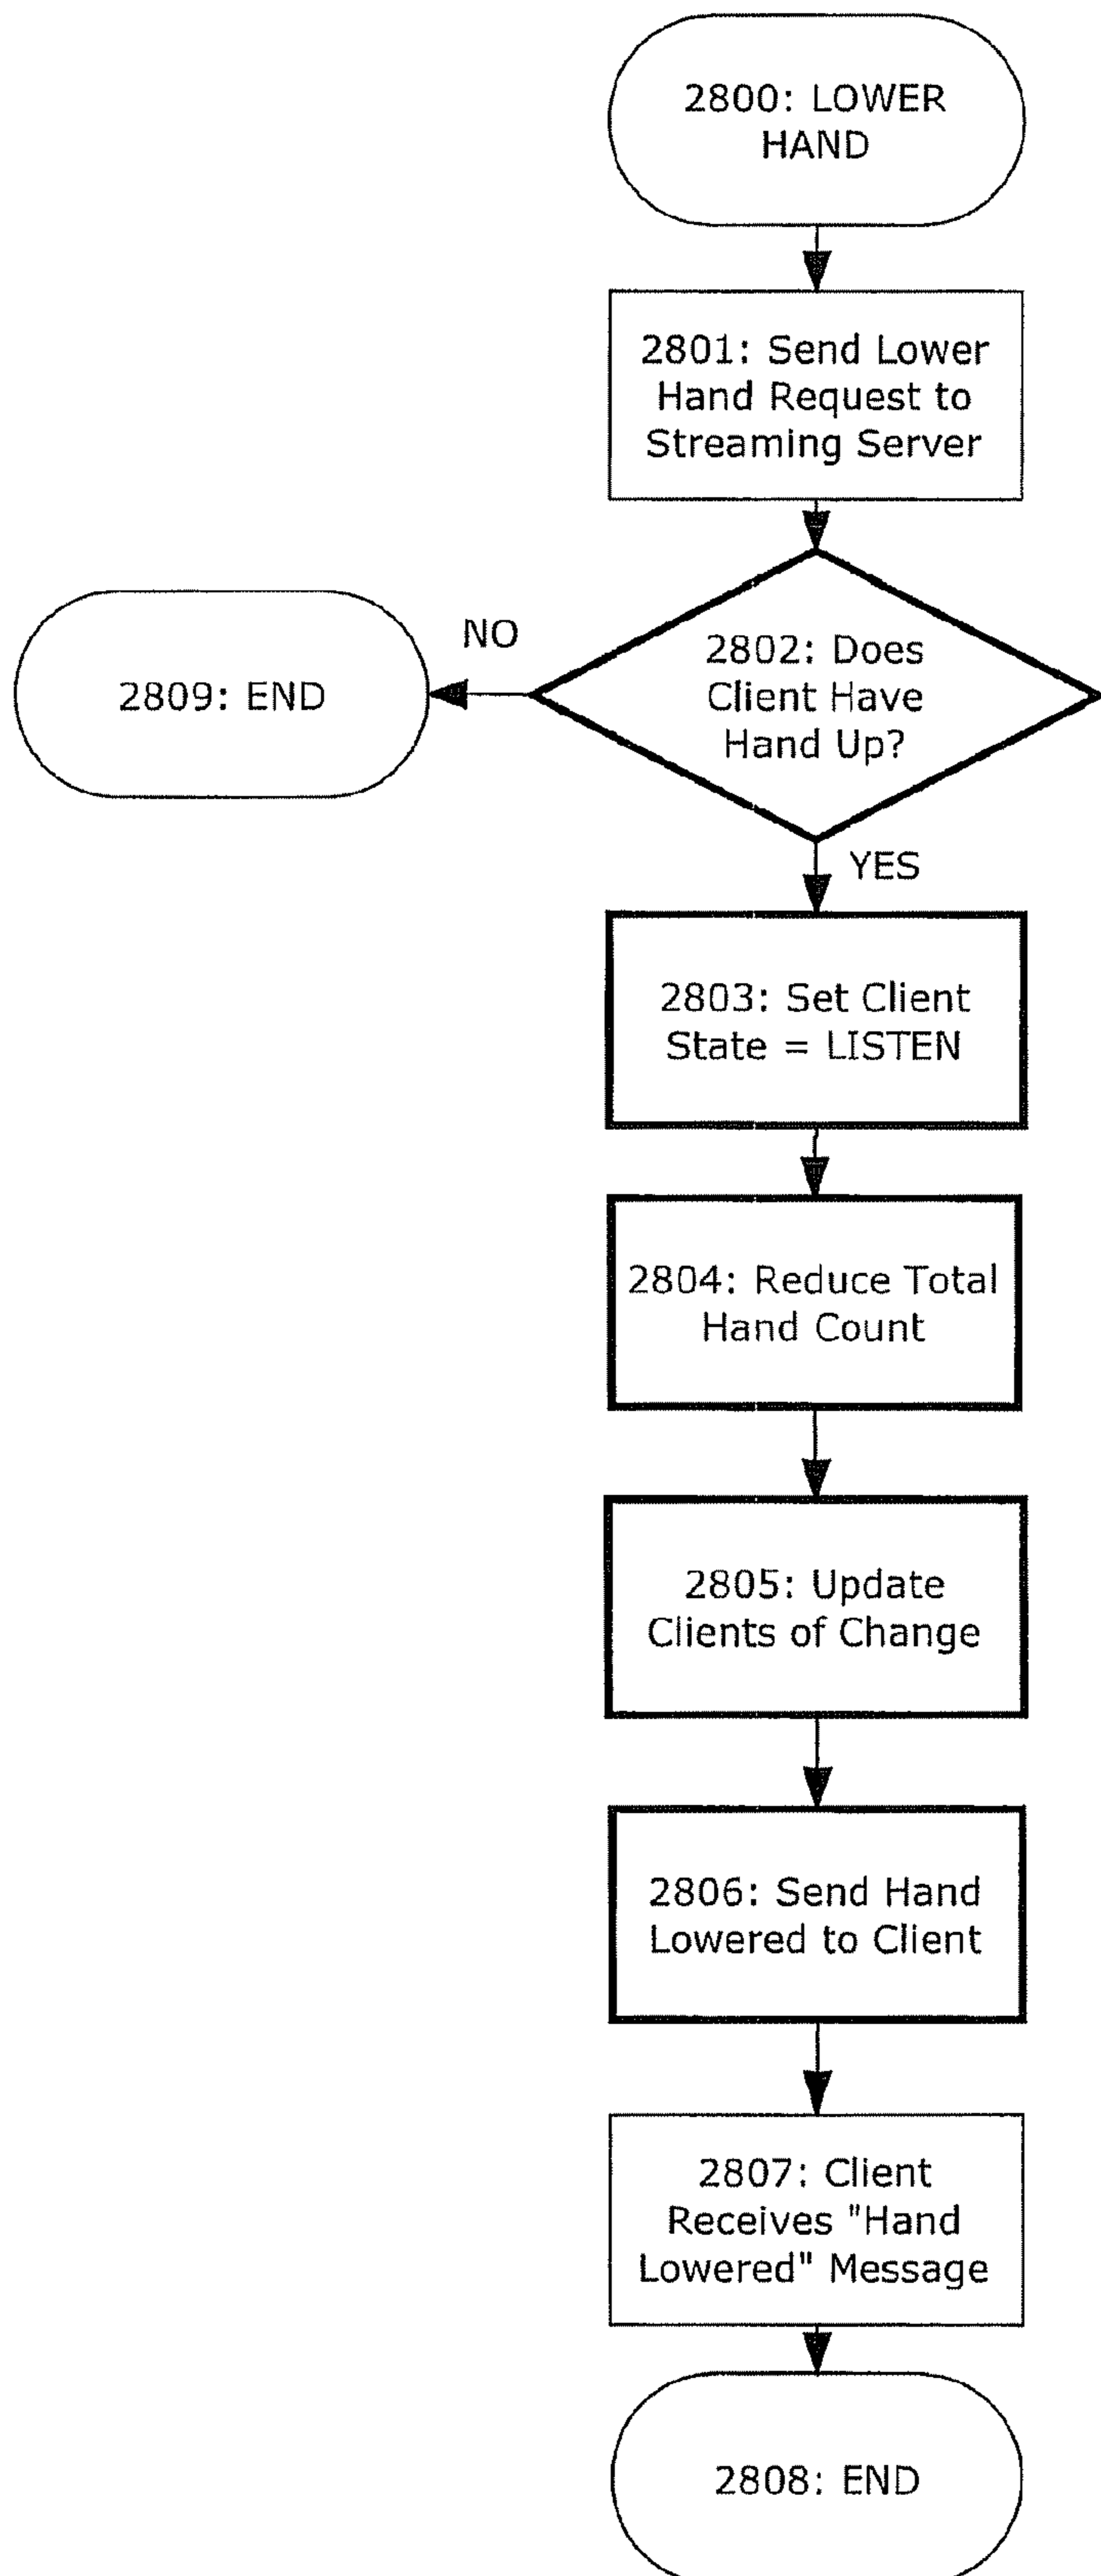 2800: LOWER
HAND
2801: Send Lower
Hand Request to
Streaming Server
NO
2802: Does
Client Have
Hand Up?
2809: END
YES
2803: Set Client
State = LISTEN
2804: Reduce Total
Hand Count
2805: Update
Clients of Change
2806: Send Hand
Lowered to Client
2807: Client
Receives "Hand
Lowered" Message
2808: END